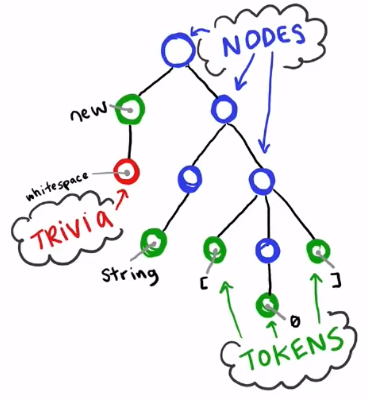 NODES
new
whitespace
TRIVIA
String
[
]
0
TOKENS